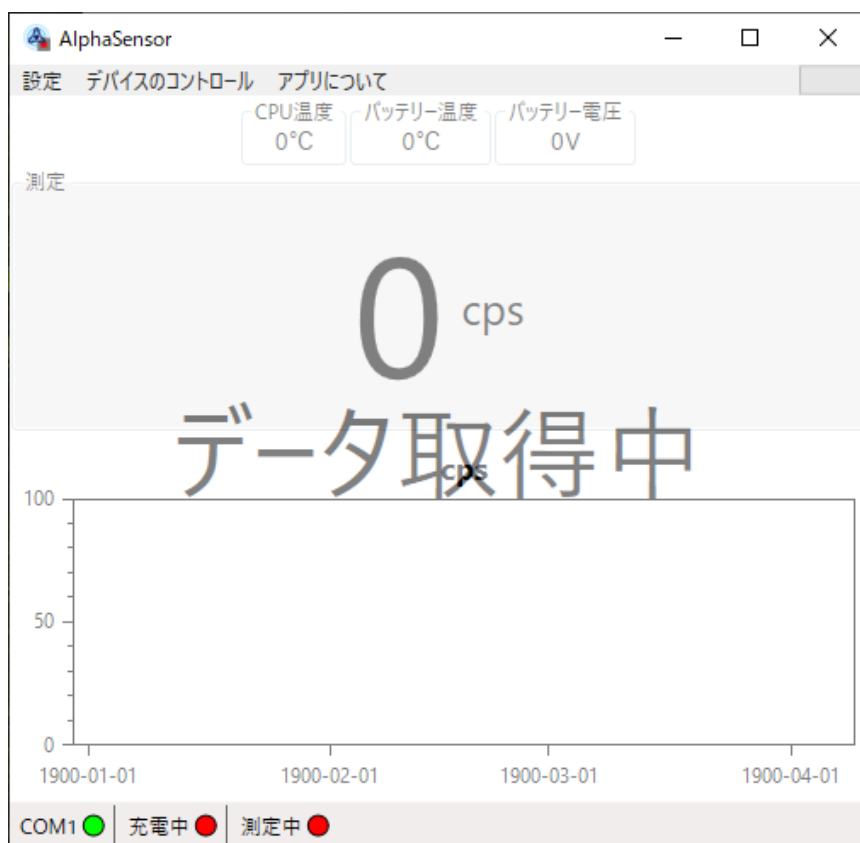 AlphaSensor
設定 デバイスのコントロール アプリについて
CPU温度 バッテリー温度 バッテリー電圧
0°C 0°C 0V
測定
0 cps
データ取得中
cps
100
50
0
1900-01-01 1900-02-01 1900-03-01 1900-04-01
COM1 充電中 測定中